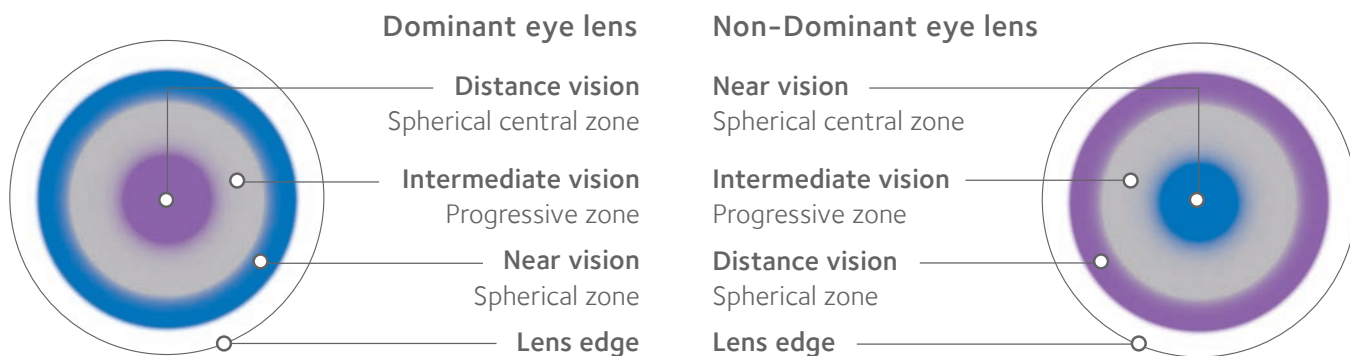 Dominant eye lens
Distance vision
Spherical central zone
Intermediate vision
Progressive zone
Near vision
Spherical zone
Lens edge
Non-Dominant eye lens
Near vision
Spherical central zone
Intermediate vision
Progressive zone
Distance vision
Spherical zone
Lens edge